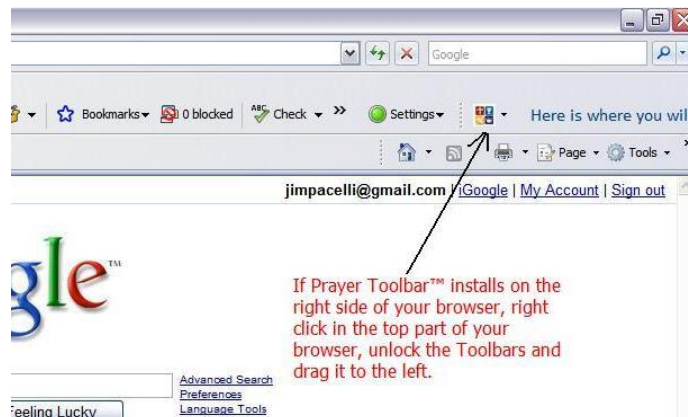 Google
Bookmarks 0 blocked ABC Check » Settings Here is where you wil
Page Tools »
jimpacelli@gmail.com | iGoogle | My Account | Sign out
gle™
If Prayer Toolbar™ installs on the
right side of your browser, right
click in the top part of your
browser, unlock the Toolbars and
drag it to the left.
Advanced Search
Preferences
Language Tools
Feeling Lucky